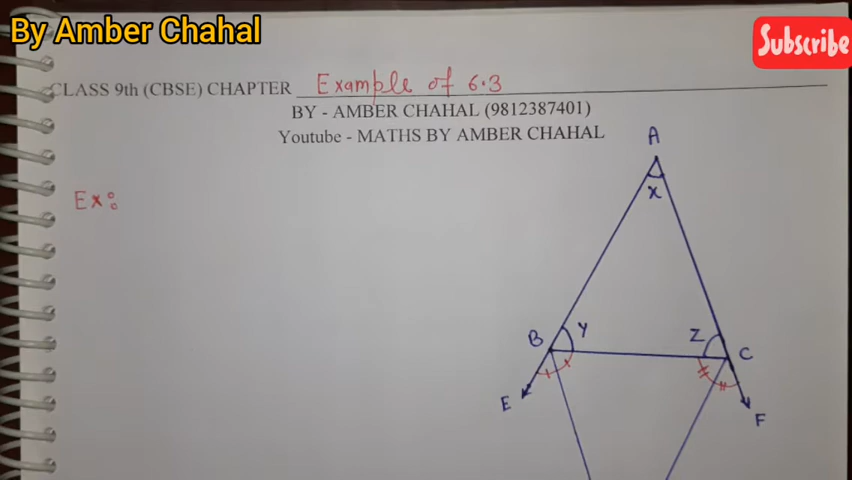 By Amber Chahal
Subscribe
CLASS 9th (CBSE) CHAPTER Example of 6.3
BY - AMBER CHAHAL (9812387401)
Youtube - MATHS BY AMBER CHAHAL
A
Ex:
x
B y z C
E F